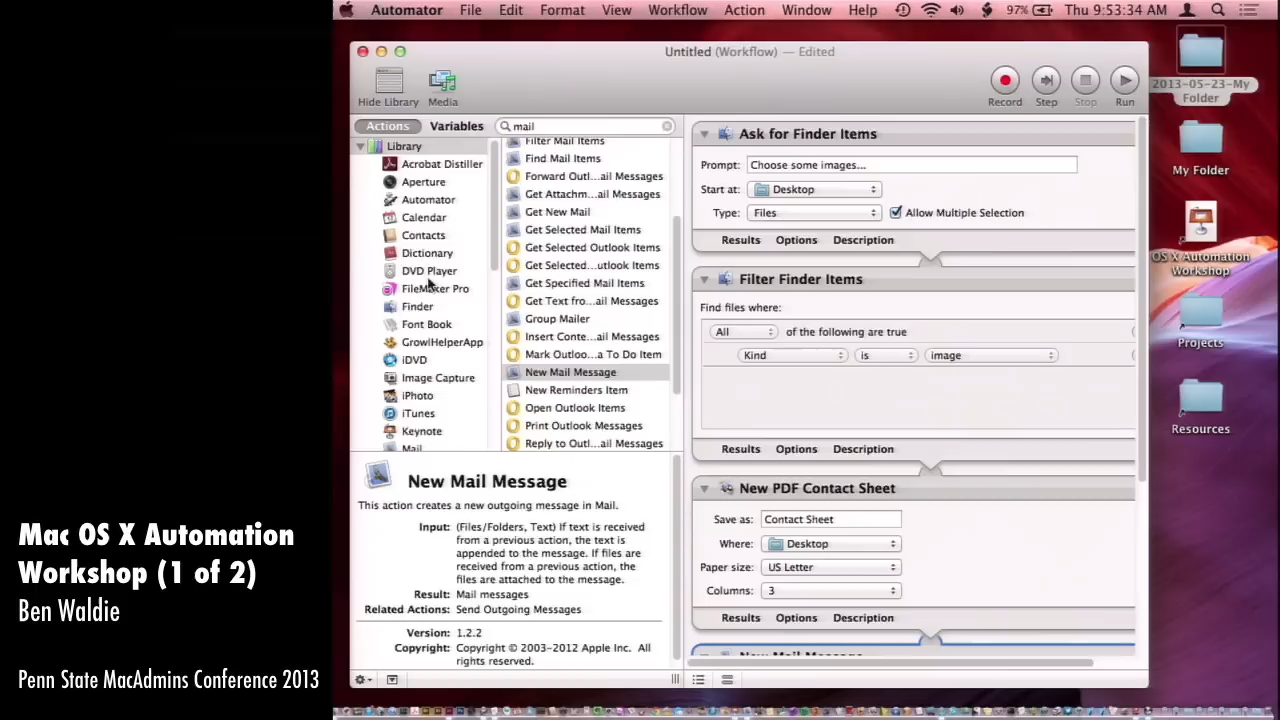 Automator File Edit Format View Workflow Action Window Help 97% Thu 9:53:34 AM
Untitled (Workflow) — Edited
Hide Library Media Record Step Stop Run
Actions Variables mail
Library
Acrobat Distiller
Aperture
Automator
Calendar
Contacts
Dictionary
DVD Player
FileMaker Pro
Finder
Font Book
GrowlHelperApp
iDVD
Image Capture
iPhoto
iTunes
Keynote
Mail
Filter Mail Items
Find Mail Items
Forward Outl...ail Messages
Get Attachm...ail Messages
Get New Mail
Get Selected Mail Items
Get Selected Outlook Items
Get Selected...utlook Items
Get Specified Mail Items
Get Text fro...ail Messages
Group Mailer
Insert Conte...ail Messages
Mark Outloo...a To Do Item
New Mail Message
New Reminders Item
Open Outlook Item
Print Outlook Messages
Reply to Outl...ail Messages
New Mail Message
This action creates a new outgoing message in Mail.
Input: (Files/Folders, Text) If text is received
from a previous action, the text is
appended to the message. If files are
received from a previous action, the
files are attached to the message.
Result: Mail messages
Related Actions: Send Outgoing Messages
Version: 1.2.2
Copyright: Copyright © 2003-2012 Apple Inc. All
rights reserved.
Ask for Finder Items
Prompt: Choose some images...
Start at: Desktop
Type: Files Allow Multiple Selection
Results Options Description
Filter Finder Items
Find files where:
All of the following are true
Kind is image
Results Options Description
New PDF Contact Sheet
Save as: Contact Sheet
Where: Desktop
Paper size: US Letter
Columns: 3
Results Options Description
New Mail Message
2013-05-23-My
Folder
My Folder
OS X Automation
Workshop
Projects
Resources
Mac OS X Automation
Workshop (1 of 2)
Ben Waldie
Penn State MacAdmins Conference 2013